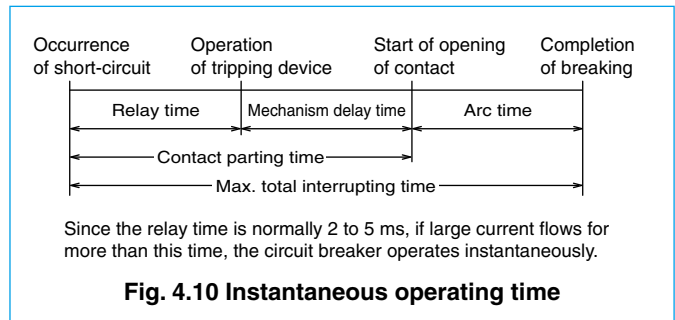 Occurrence of short-circuit
Operation of tripping device
Start of opening of contact
Completion of breaking
Relay time
Mechanism delay time
Arc time
Contact parting time
Max. total interrupting time
Since the relay time is normally 2 to 5 ms, if large current flows for
more than this time, the circuit breaker operates instantaneously.
Fig. 4.10 Instantaneous operating time